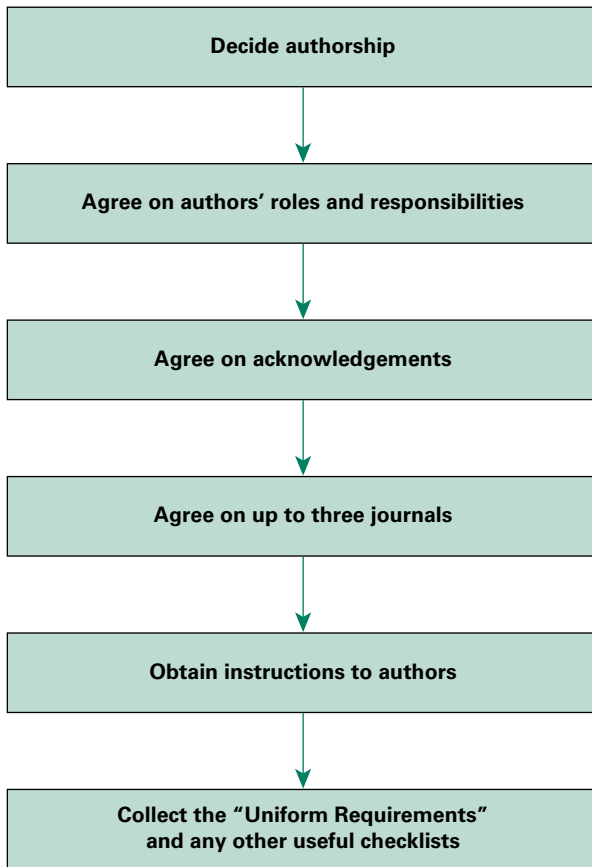 Decide authorship
Agree on authors’ roles and responsibilities
Agree on acknowledgements
Agree on up to three journals
Obtain instructions to authors
Collect the “Uniform Requirements”
and any other useful checklists